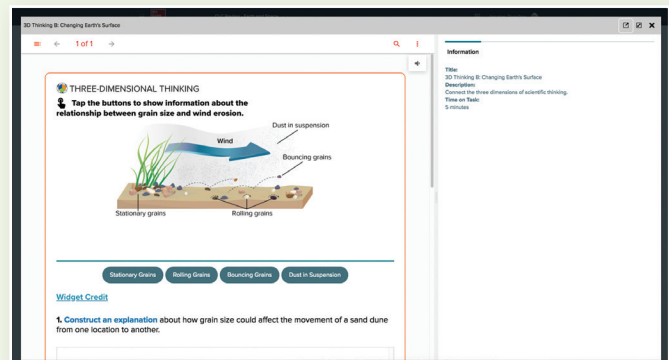 3D Thinking B: Changing Earth's Surface
1 of 1
THREE-DIMENSIONAL THINKING
Tap the buttons to show information about the
relationship between grain size and wind erosion.
Dust in suspension
Wind
Bouncing grains
Stationary grains
Rolling grains
Stationary Grains
Rolling Grains
Bouncing Grains
Dust in Suspension
Widget Credit
1. Construct an explanation about how grain size could affect the movement of a sand dune
from one location to another.
Information
Title:
3D Thinking B: Changing Earth's Surface
Description:
Connect the three dimensions of scientific thinking.
Time on Task:
5 minutes